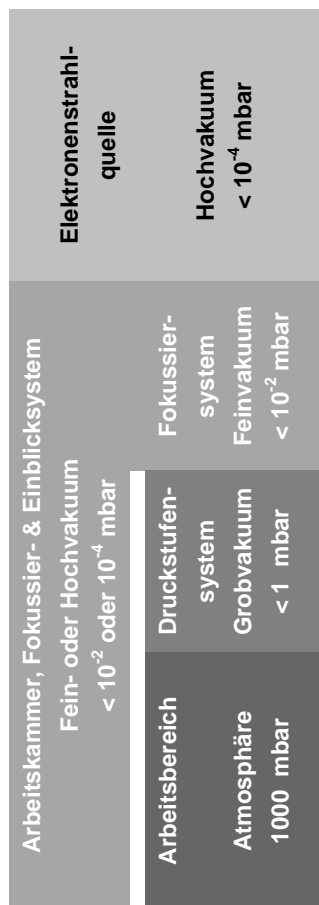 Elektronenstrahl-
quelle
Hochvakuum
< 10⁻⁴ mbar
Arbeitskammer, Fokussier- & Einblicksystem
Fein- oder Hochvakuum
< 10⁻² oder 10⁻⁴ mbar
Fokussier-
system
Feinvakuum
< 10⁻² mbar
Druckstufen-
system
Grobvakuum
< 1 mbar
Arbeitsbereich
Atmosphäre
1000 mbar